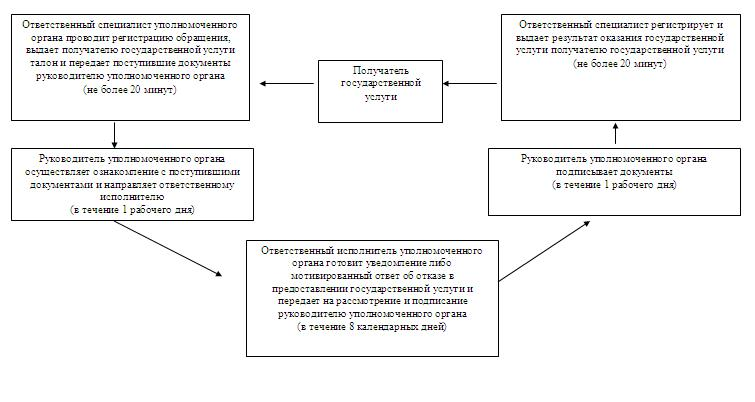 Ответственный специалист уполномоченного
органа проводит регистрацию обращения,
выдает получателю государственной услуги
талон и передает поступившие документы
руководителю уполномоченного органа
(не более 20 минут)
Получатель
государственной
услуги
Ответственный специалист регистрирует и
выдает результат оказания государственной
услуги получателю государственной услуги
(не более 20 минут)
Руководитель уполномоченного органа
осуществляет ознакомление с поступившими
документами и направляет ответственному
исполнителю
(в течение 1 рабочего дня)
Руководитель уполномоченного органа
подписывает документы
(в течение 1 рабочего дня)
Ответственный исполнитель уполномоченного
органа готовит уведомление либо
мотивированный ответ об отказе в
предоставлении государственной услуги и
передает на рассмотрение и подписание
руководителю уполномоченного органа
(в течение 8 календарных дней)